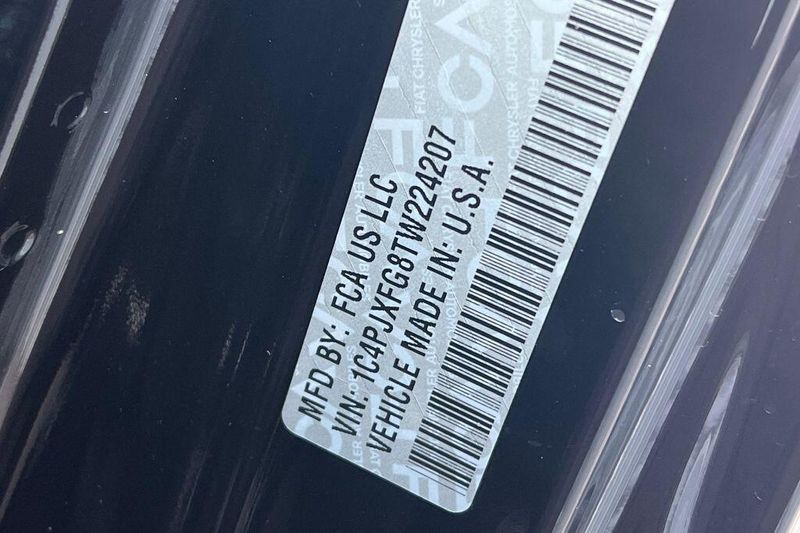 MFD BY: FCA US LLC
VIN: 1C4PJXFG8TW224207
VEHICLE MADE IN: U.S.A.